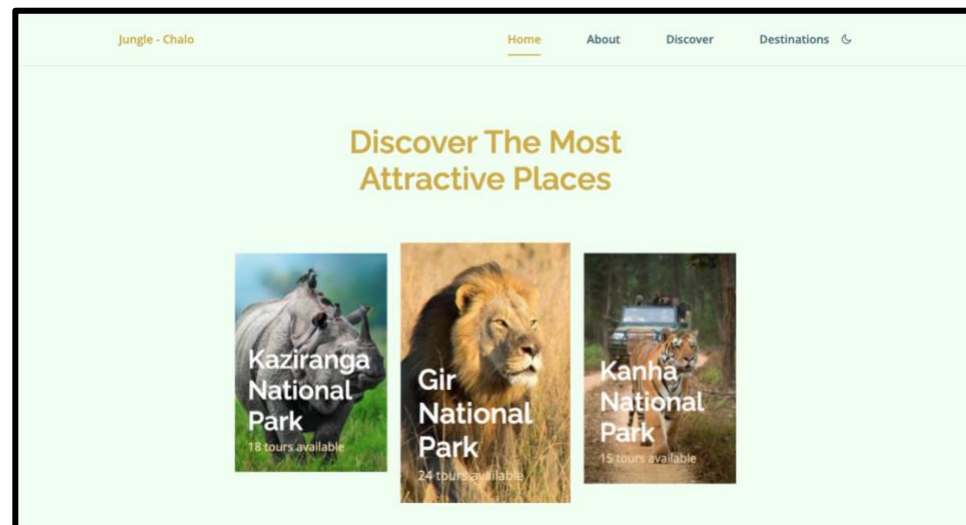 Jungle - Chalo
Home
About
Discover
Destinations
Discover The Most
Attractive Places
Kaziranga
National
Park
18 tours available
Gir
National
Park
24 tours available
Kanha
National
Park
15 tours available